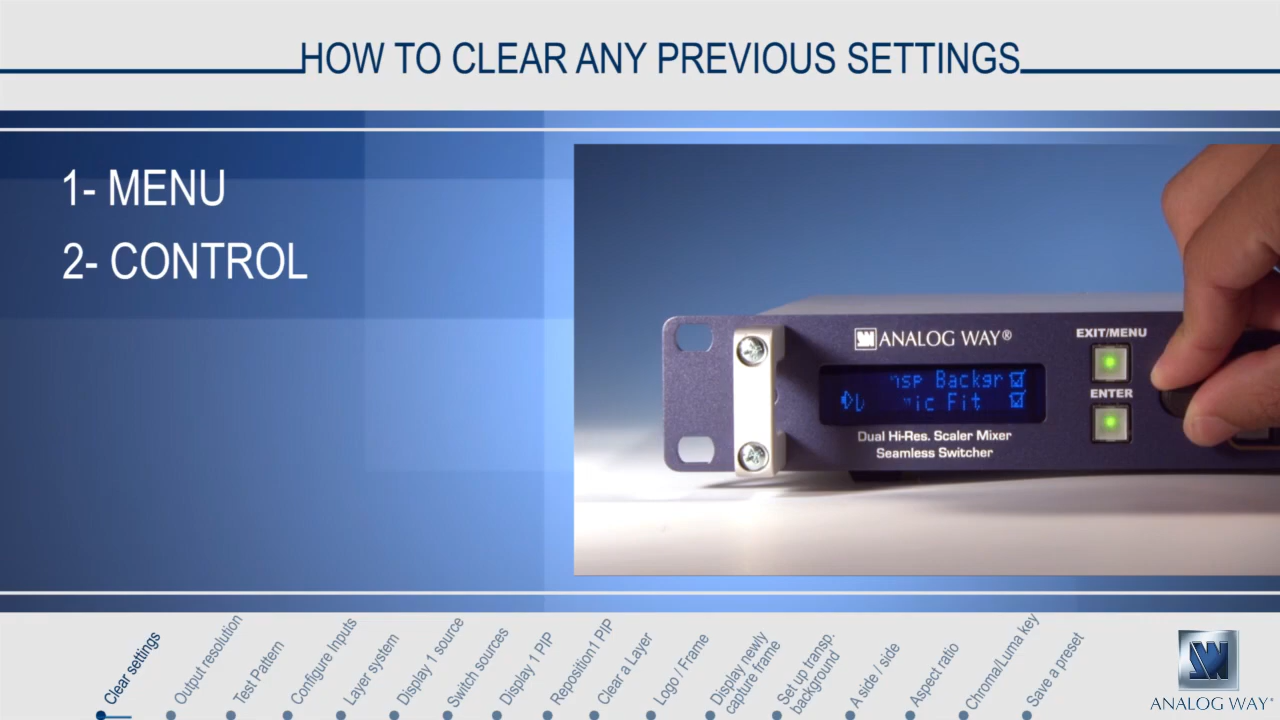 HOW TO CLEAR ANY PREVIOUS SETTINGS
1- MENU
2- CONTROL
ANALOG WAY®
EXIT/MENU
Backgr
ENTER
Fit
Dual Hi-Res. Scaler Mixer
Seamless Switcher
Clear settings
Output resolution
Test Pattern
Configure Inputs
Layer system
Display 1 source
Switch sources
Display 1 PIP
Reposition1 PIP
Clear a Layer
Logo / Frame
Display newly
capture frame
Set up transp.
background
A side / side
Aspect ratio
Chroma/Luma key
Save a preset
ANALOG WAY®